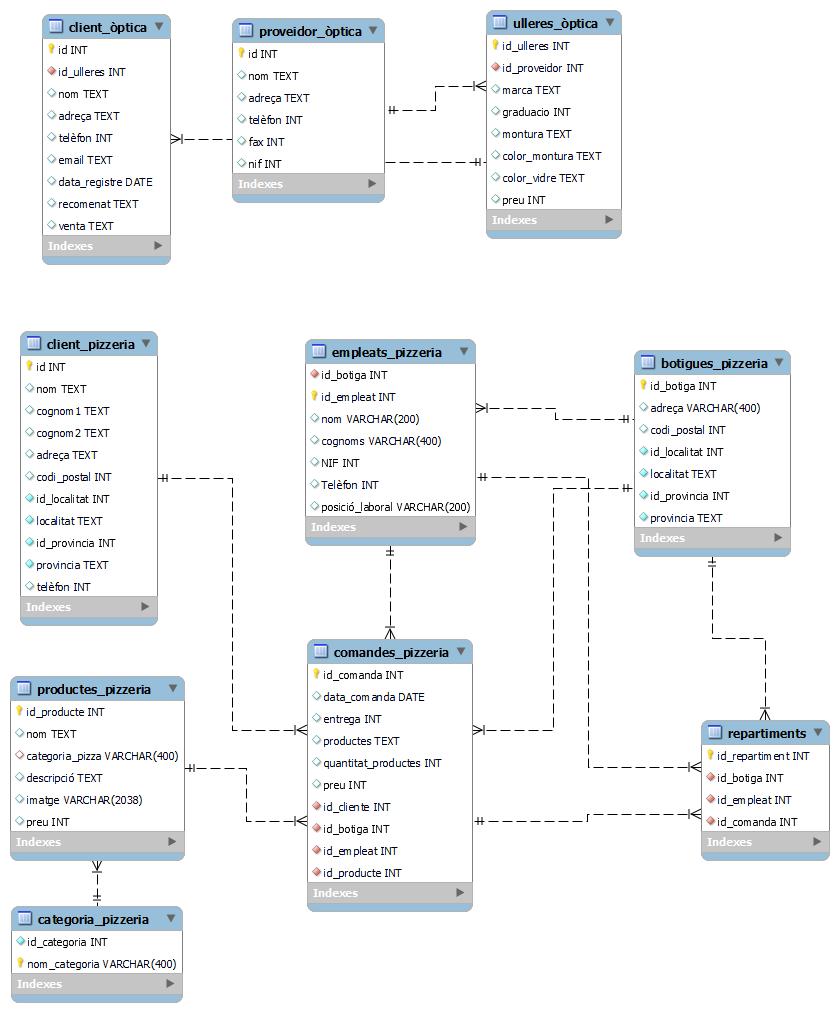 client_òptica
id INT
id_ulleres INT
nom TEXT
adreça TEXT
telèfon INT
email TEXT
data_registre DATE
recomenat TEXT
venta TEXT
Indexes
proveidor_òptica
id INT
nom TEXT
adreça TEXT
telèfon INT
fax INT
nif INT
Indexes
ulleres_òptica
id_ulleres INT
id_proveidor INT
marca TEXT
graduacio INT
montura TEXT
color_montura TEXT
color_vidre TEXT
preu INT
Indexes
client_pizzeria
id INT
nom TEXT
cognom1 TEXT
cognom2 TEXT
adreça TEXT
codi_postal INT
id_localitat INT
localitat TEXT
id_provincia INT
provincia TEXT
telèfon INT
Indexes
empleats_pizzeria
id_botiga INT
id_empleat INT
nom VARCHAR(200)
cognoms VARCHAR(400)
NIF INT
Telèfon INT
posició_laboral VARCHAR(200)
Indexes
botigues_pizzeria
id_botiga INT
adreça VARCHAR(400)
codi_postal INT
id_localitat INT
localitat TEXT
id_provincia INT
provincia TEXT
Indexes
productes_pizzeria
id_producte INT
nom TEXT
categoria_pizza VARCHAR(400)
descripció TEXT
imatge VARCHAR(2038)
preu INT
Indexes
comandes_pizzeria
id_comanda INT
data_comanda DATE
entrega INT
productes TEXT
quantitat_productes INT
preu INT
id_cliente INT
id_botiga INT
id_empleat INT
id_producte INT
Indexes
repartiments
id_repartiment INT
id_botiga INT
id_empleat INT
id_comanda INT
Indexes
categoria_pizzeria
id_categoria INT
nom_categoria VARCHAR(400)
Indexes